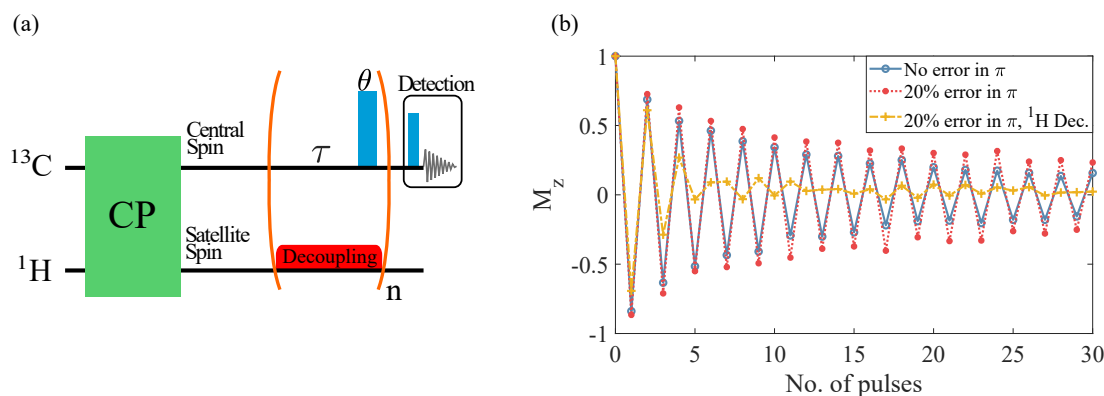 (a)
θ
Detection
Central
Spin
τ
¹³C
CP
Satellite
Spin
Decoupling
¹H
n
(b)
No error in π
20% error in π
20% error in π, ¹H Dec.
1
0.5
0
-0.5
-1
M_z
0 5 10 15 20 25 30
No. of pulses